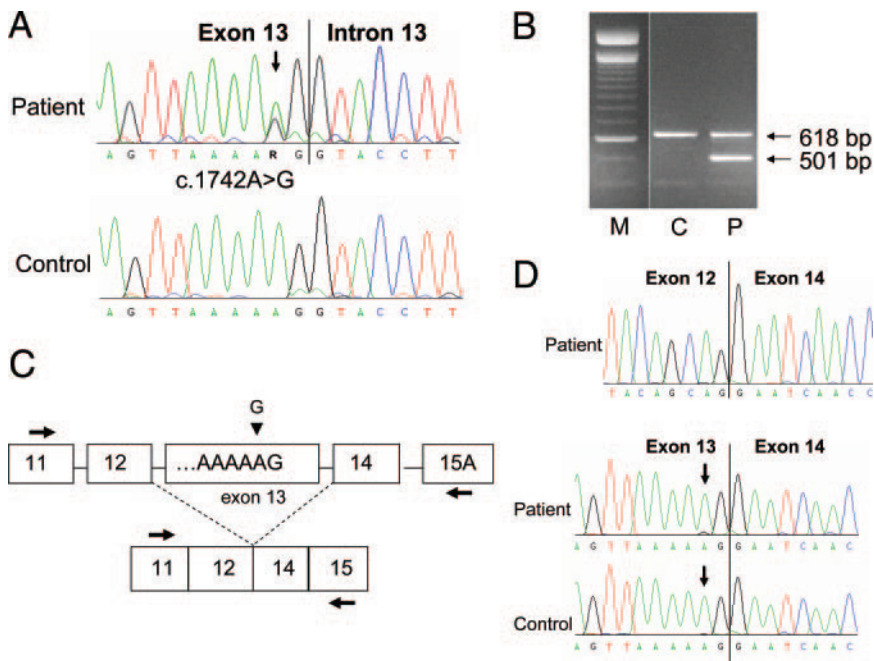 A
Exon 13 Intron 13
Patient
A G T T A A A A R G G T A C C T T
c.1742A>G
Control
A G T T A A A A A G G T A C C T T
B
618 bp
501 bp
M C P
C
G
11 12 ...AAAAAG 14 15A
exon 13
11 12 14 15
D
Exon 12 Exon 14
Patient
T A C A G C A G G A A T C A A C C
Exon 13 Exon 14
Patient
A G T T A A A A A G G A A T C A A C
Control
A G T T A A A A A G G A A T C A A C